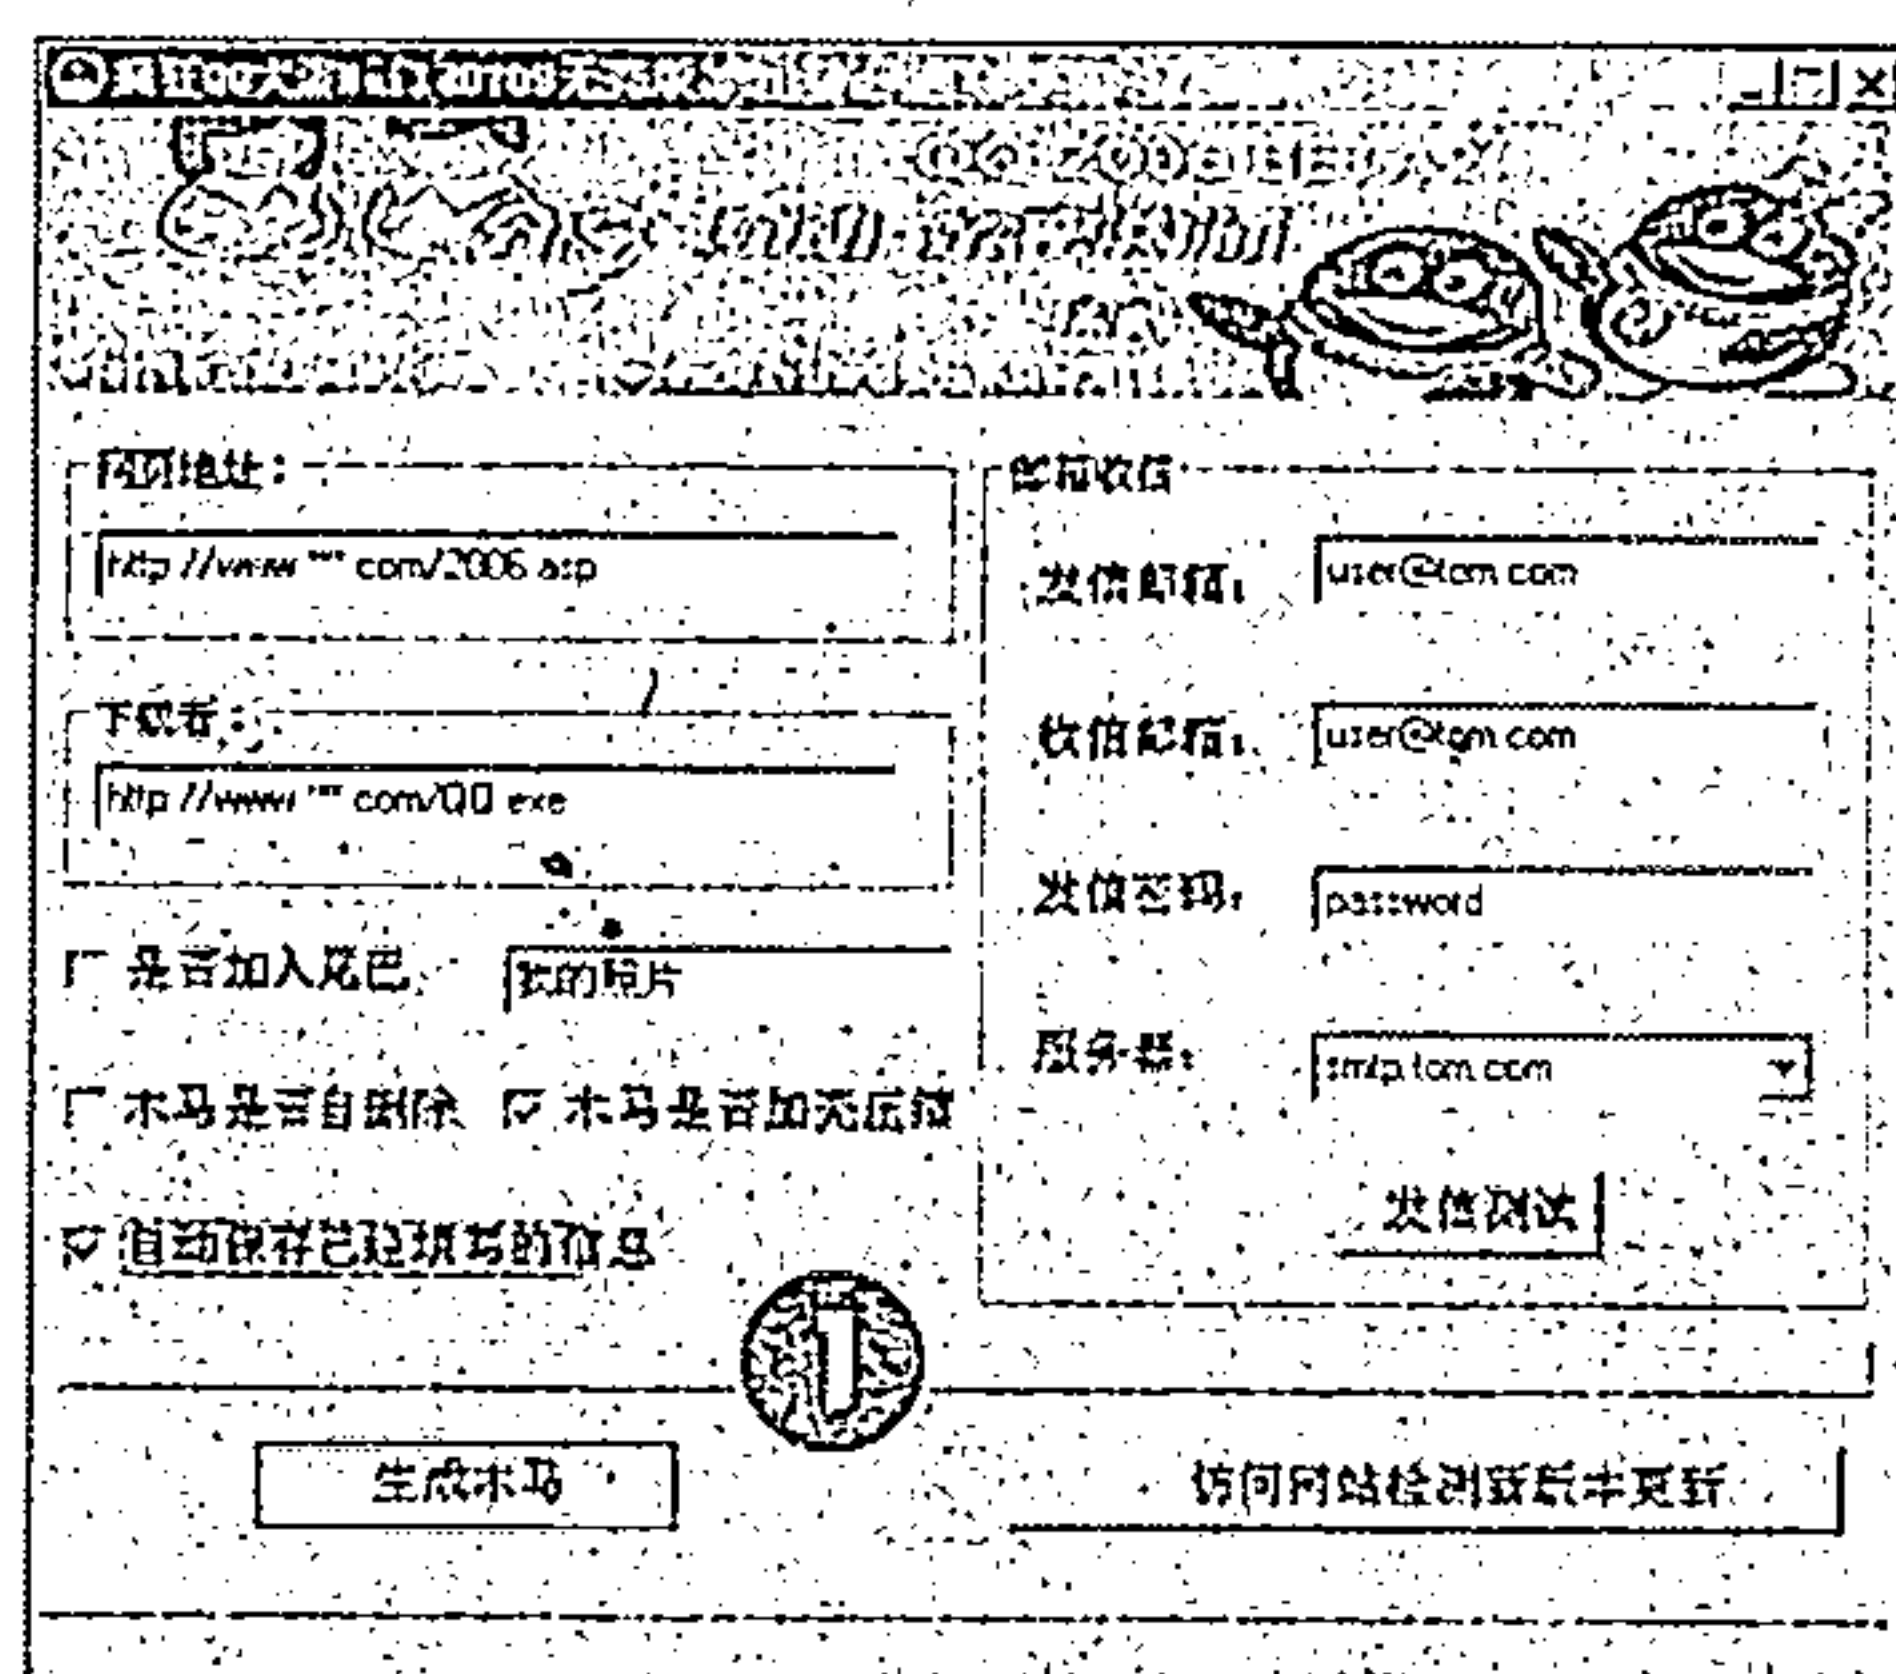 网页地址：
http://www.***.com/2006.asp
下载者：
http://www.***.com/QQ.exe
是否加入尾巴 我的照片
木马是否自删除 木马是否加壳压缩
自动保存已经填写的信息
邮箱收信
发信邮箱： user@tom.com
收信邮箱： user@tom.com
发信密码： password
服务器： smtp.tom.com
发信测试
生成木马
访问网站检测新版本更新